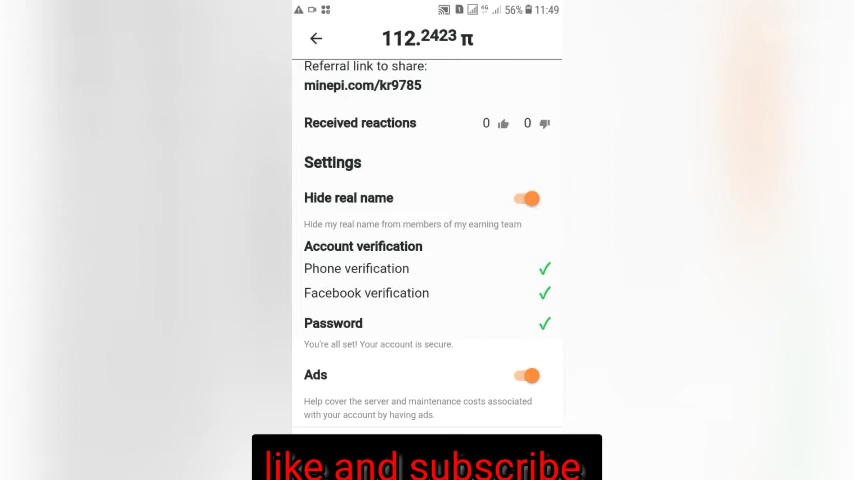 4G 56% 11:49
112.2423 π
Referral link to share:
minepi.com/kr9785
Received reactions 0 0
Settings
Hide real name
Hide my real name from members of my earning team
Account verification
Phone verification ✓
Facebook verification ✓
Password ✓
You're all set! Your account is secure.
Ads
Help cover the server and maintenance costs associated
with your account by having ads.
like and subscribe